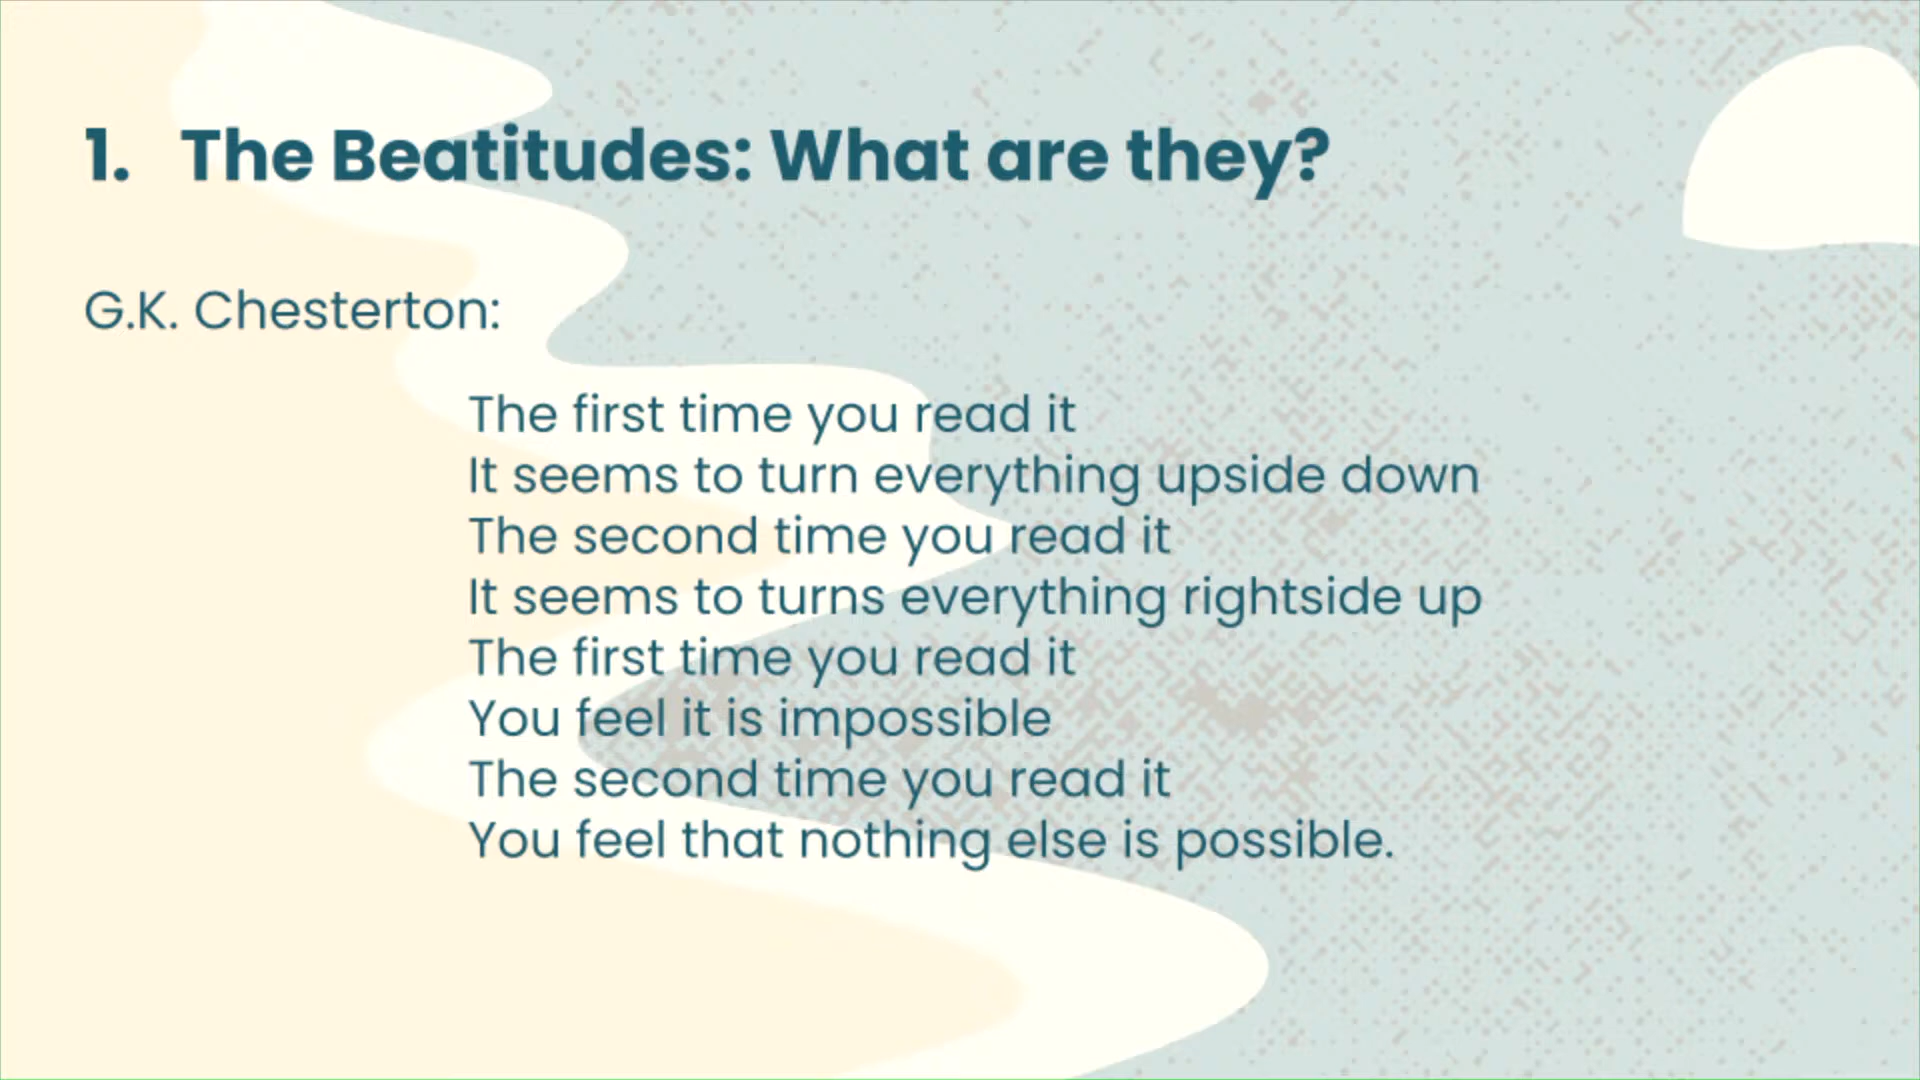 1. The Beatitudes: What are they?
G.K. Chesterton:
The first time you read it
It seems to turn everything upside down
The second time you read it
It seems to turns everything rightside up
The first time you read it
You feel it is impossible
The second time you read it
You feel that nothing else is possible.